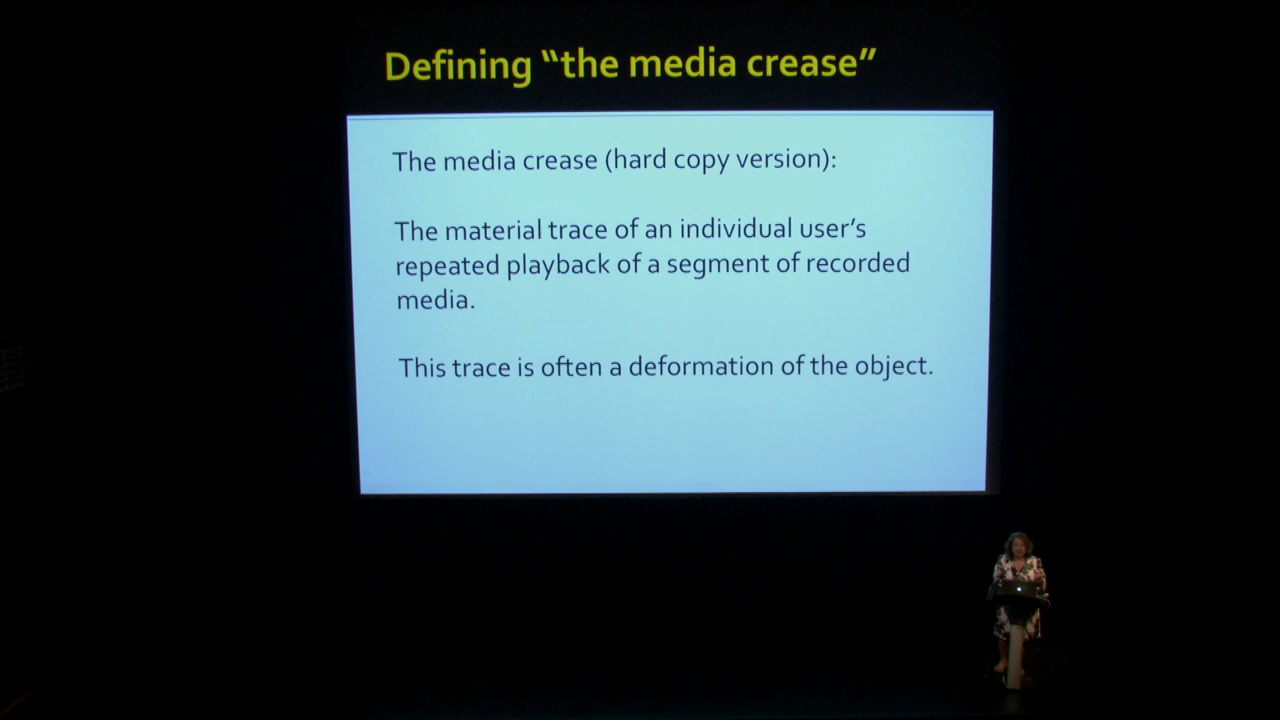 Defining “the media crease”
The media crease (hard copy version):
The material trace of an individual user’s
repeated playback of a segment of recorded
media.
This trace is often a deformation of the object.